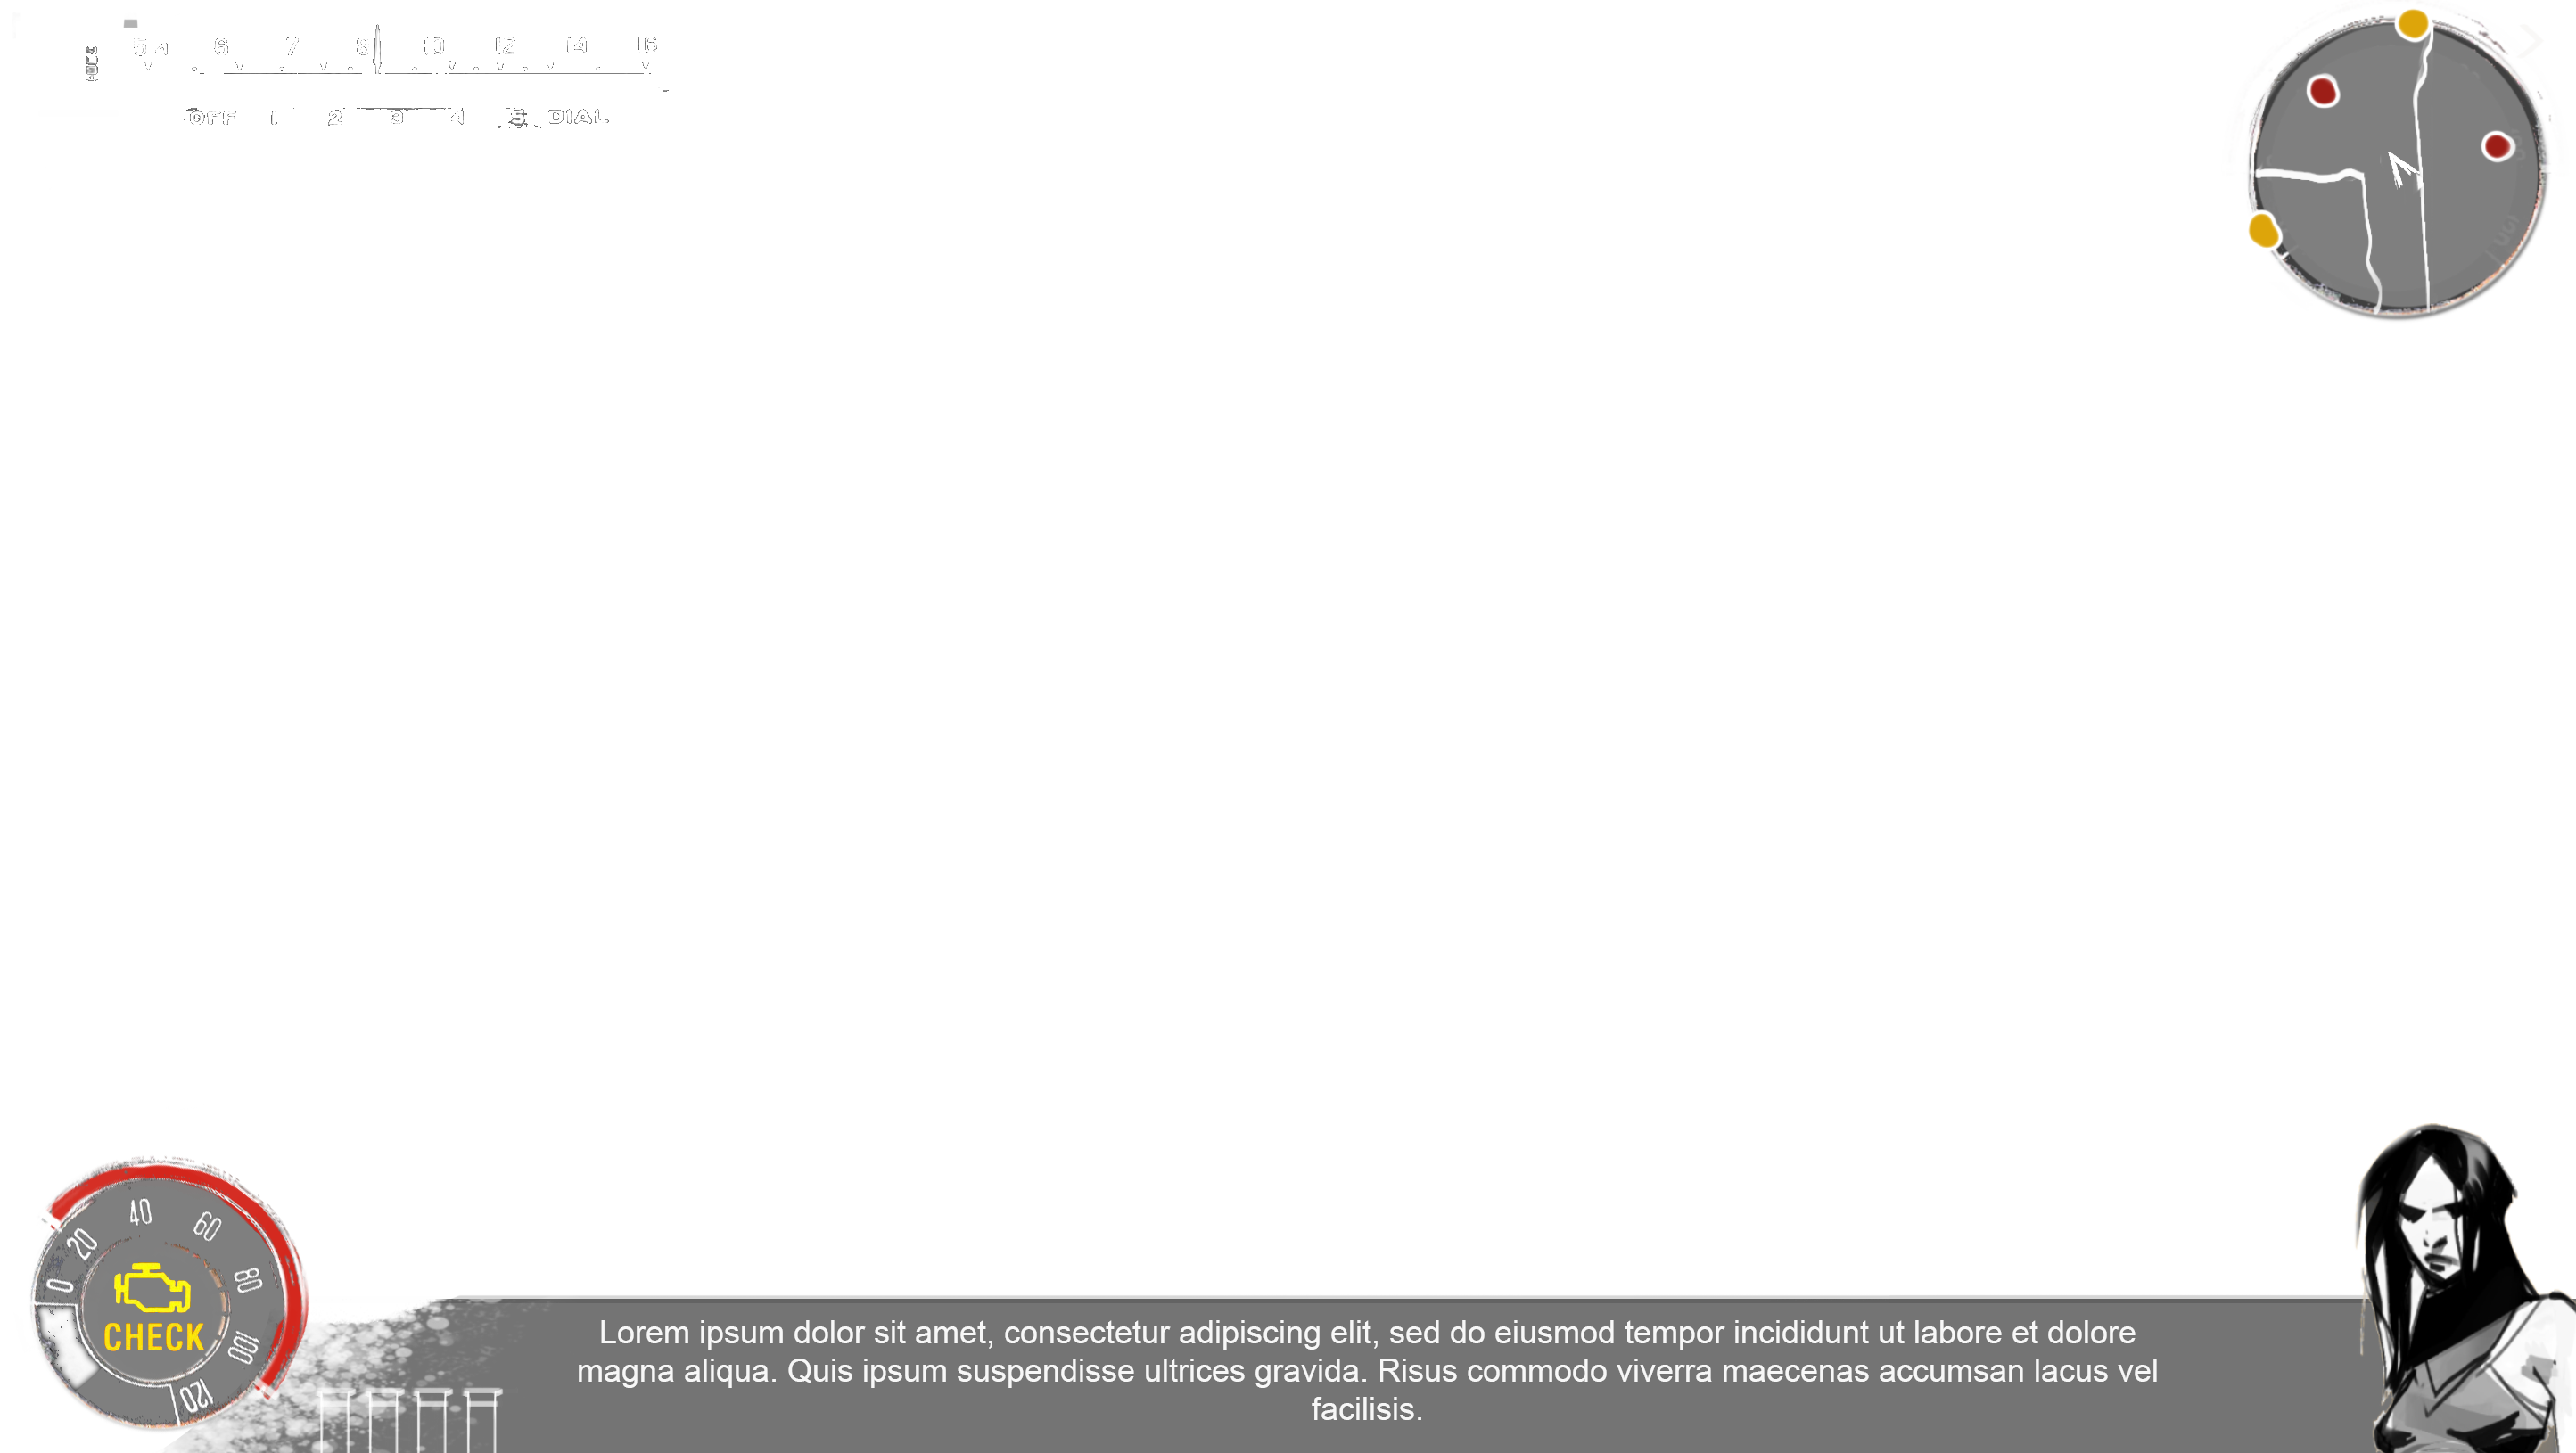 54 6 7 8 10 12 14 16
OFF 1 2 3 4 5 DIAL
N
0 20 40 60 80 100 120
CHECK
Lorem ipsum dolor sit amet, consectetur adipiscing elit, sed do eiusmod tempor incididunt ut labore et dolore
magna aliqua. Quis ipsum suspendisse ultrices gravida. Risus commodo viverra maecenas accumsan lacus vel
facilisis.